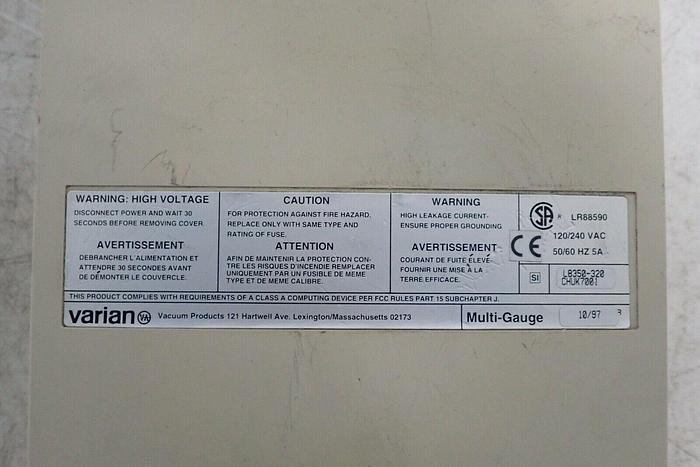 WARNING: HIGH VOLTAGE
DISCONNECT POWER AND WAIT 30
SECONDS BEFORE REMOVING COVER.
AVERTISSEMENT
DEBRANCHER L'ALIMENTATION ET
ATTENDRE 30 SECONDES AVANT
DE DÉMONTER LE COUVERCLE.
CAUTION
FOR PROTECTION AGAINST FIRE HAZARD,
REPLACE ONLY WITH SAME TYPE AND
RATING OF FUSE.
ATTENTION
AFIN DE MAINTENIR LA PROTECTION CON-
TRE LES RISQUES D'INCENDIE REMPLACER
UNIQUEMENT PAR UN FUSIBLE DE MEME
TYPE ET DE MEME CALIBRE.
WARNING
HIGH LEAKAGE CURRENT-
ENSURE PROPER GROUNDING
AVERTISSEMENT
COURANT DE FUITE ÉLEVÉ-
FOURNIR UNE MISE À LA
TERRE EFFICACE.
SA ® LR88590
CE 120/240 VAC
50/60 HZ 5A
SI L8350-320
CHUK7001
THIS PRODUCT COMPLIES WITH REQUIREMENTS OF A CLASS A COMPUTING DEVICE PER FCC RULES PART 15 SUBCHAPTER J.
varian VA Vacuum Products 121 Hartwell Ave. Lexington/Massachusetts 02173 Multi-Gauge 10/97